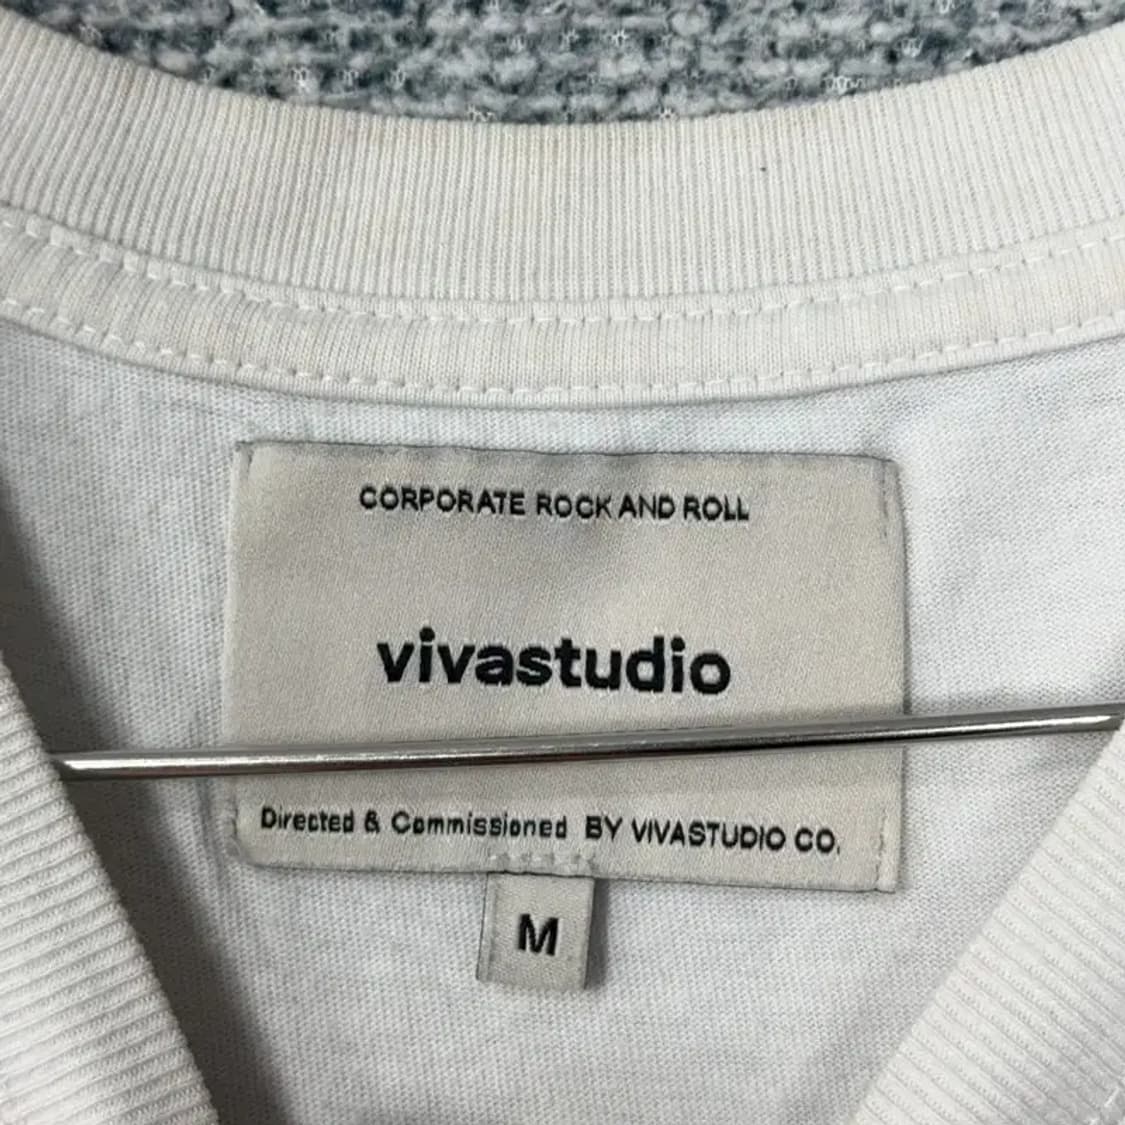 CORPORATE ROCK AND ROLL
vivastudio
Directed & Commissioned BY VIVASTUDIO CO.
M